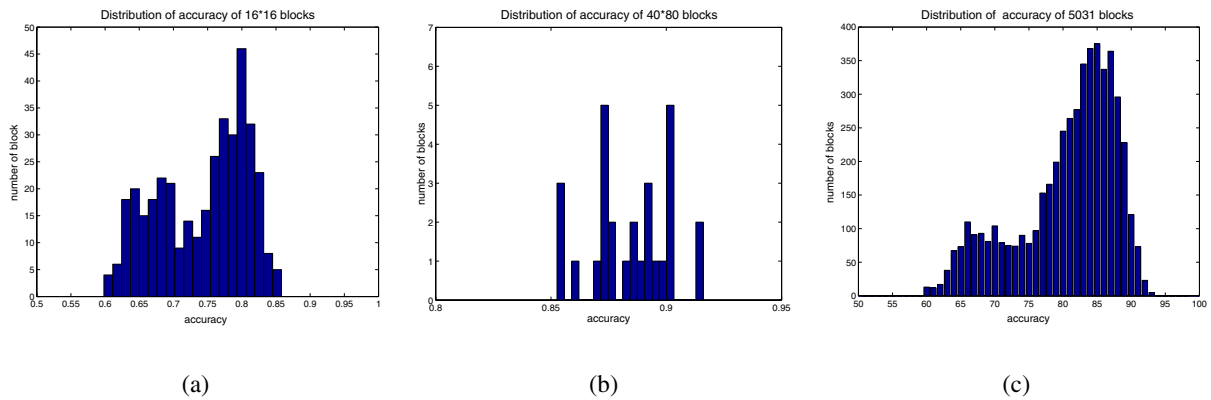 Distribution of accuracy of 16*16 blocks
50
45
40
35
30
25
20
15
10
5
0
number of block
0.5 0.55 0.6 0.65 0.7 0.75 0.8 0.85 0.9 0.95 1
accuracy
(a)
Distribution of accuracy of 40*80 blocks
7
6
5
4
3
2
1
0
number of blocks
0.8 0.85 0.9 0.95
accuracy
(b)
Distribution of accuracy of 5031 blocks
400
350
300
250
200
150
100
50
0
number of blocks
50 55 60 65 70 75 80 85 90 95 100
accuracy
(c)